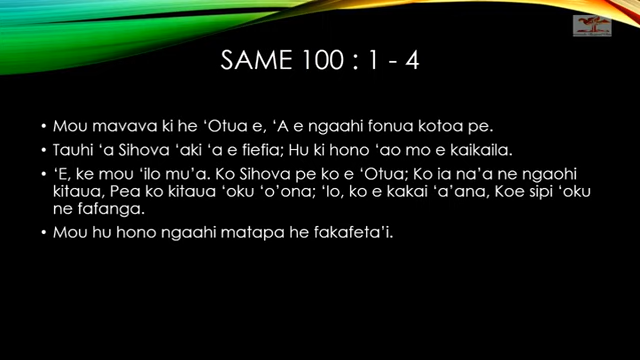 SAME 100 : 1 - 4
• Mou mavava ki he ‘Otua e, ‘A e ngaahi fonua kotoa pe.
• Tauhi ‘a Sihova ‘aki ‘a e fiefia; Hu ki hono ‘ao mo e kaikaila.
• ‘E, ke mou ‘ilo mu’a. Ko Sihova pe ko e ‘Otua; Ko ia na’a ne ngaohi
kitaua, Pea ko kitaua ‘oku ‘o’ona; ‘Io, ko e kakai ‘a’ana, Koe sipi ‘oku
ne fafanga.
• Mou hu hono ngaahi matapa he fakafeta’i.